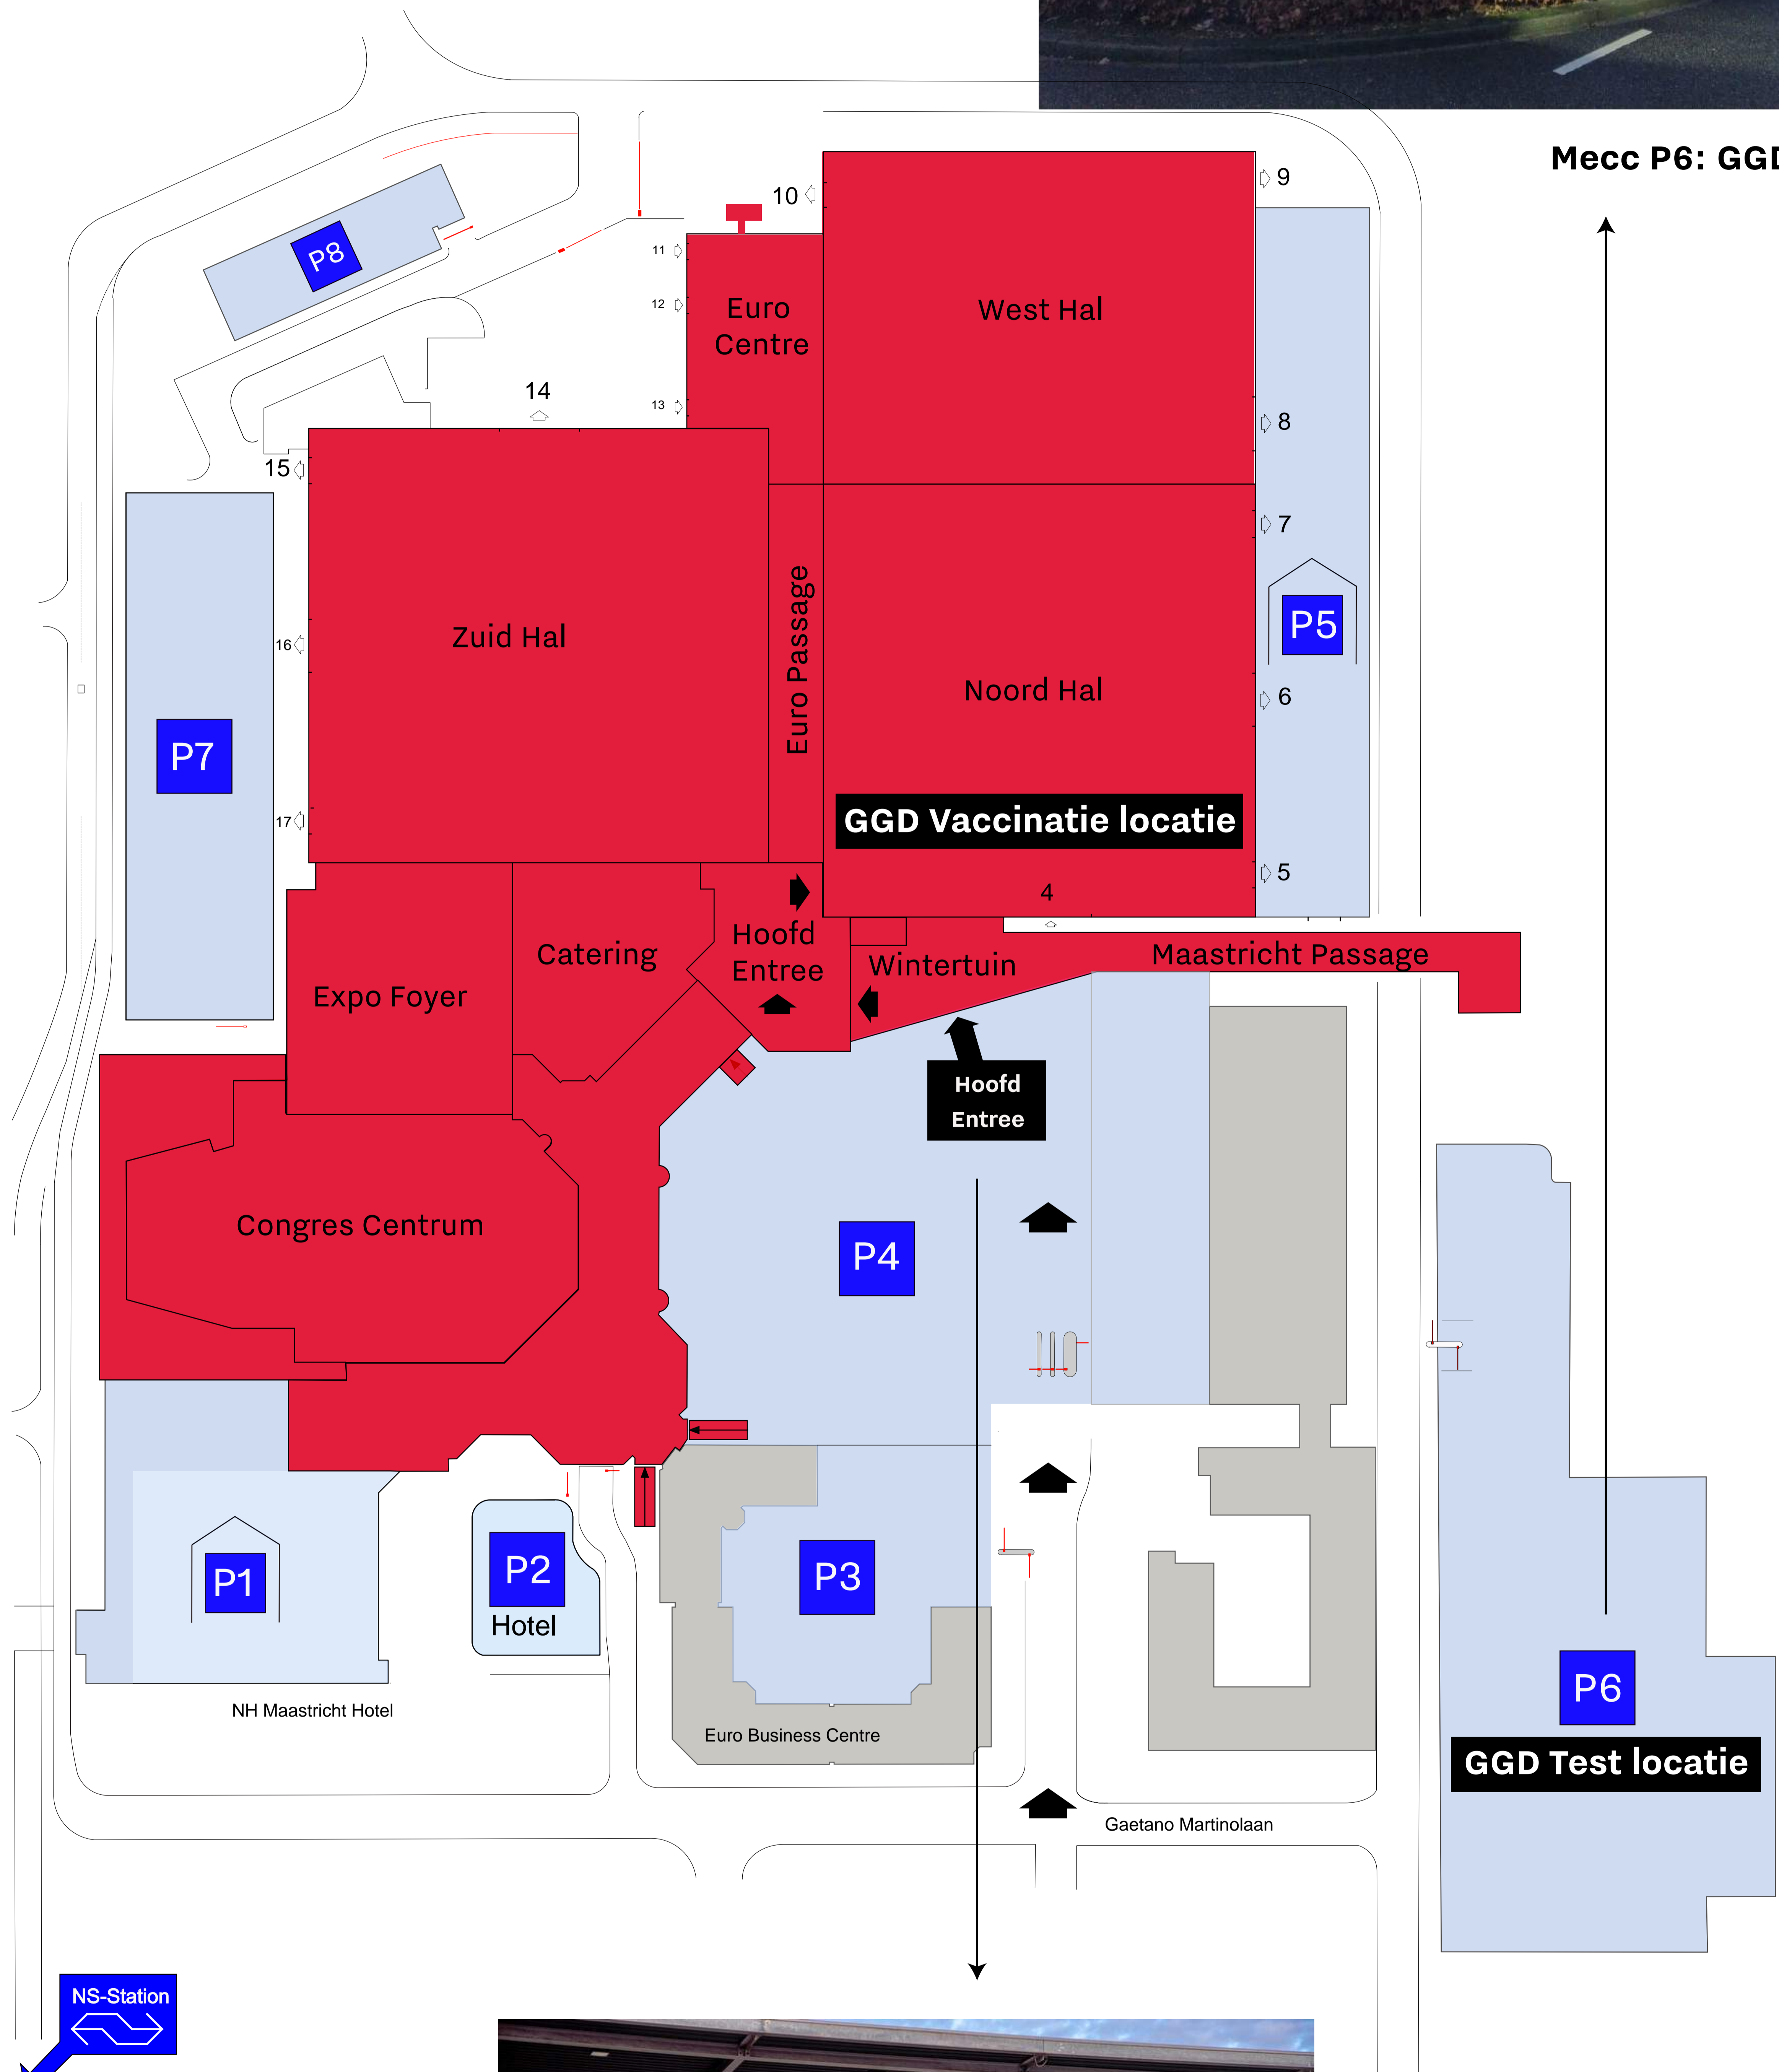 Mecc P6: GGD
9
10
P8
11
12
Euro
Centre
West Hal
13
14
8
15
7
Euro Passage
P5
16
Zuid Hal
Noord Hal
6
P7
17
GGD Vaccinatie locatie
5
4
Hoofd
Entree
Catering
Wintertuin
Maastricht Passage
Expo Foyer
Hoofd
Entree
Congres Centrum
P4
P1
P2
Hotel
P3
NH Maastricht Hotel
Euro Business Centre
P6
GGD Test locatie
Gaetano Martinolaan
NS-Station